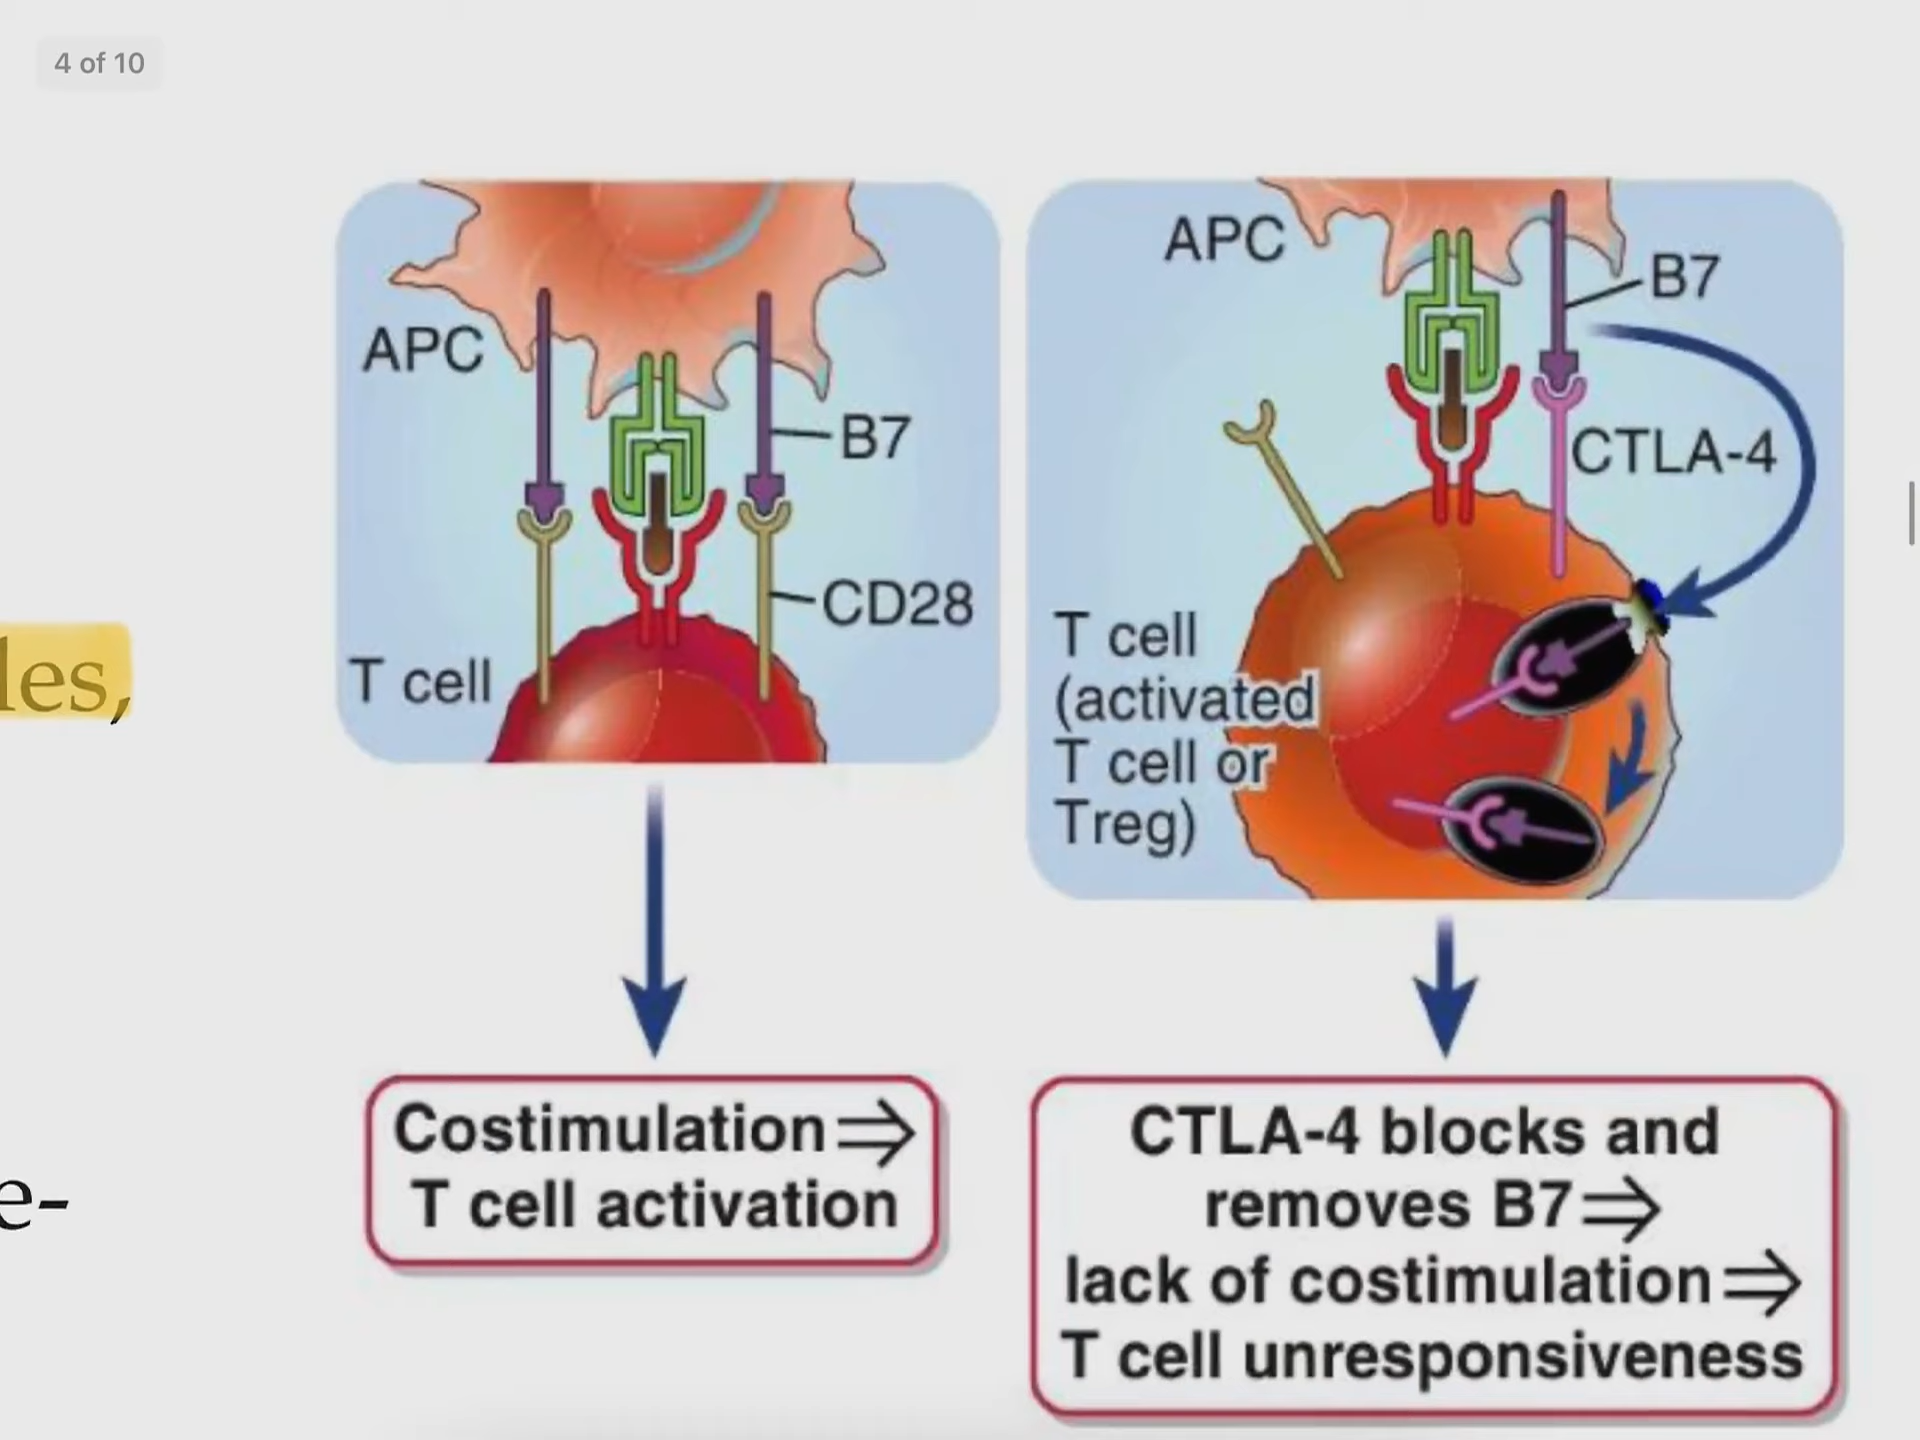 4 of 10
les,
e-
APC
B7
CD28
T cell
APC
B7
CTLA-4
T cell
(activated
T cell or
Treg)
Costimulation⇒
T cell activation
CTLA-4 blocks and
removes B7⇒
lack of costimulation⇒
T cell unresponsiveness